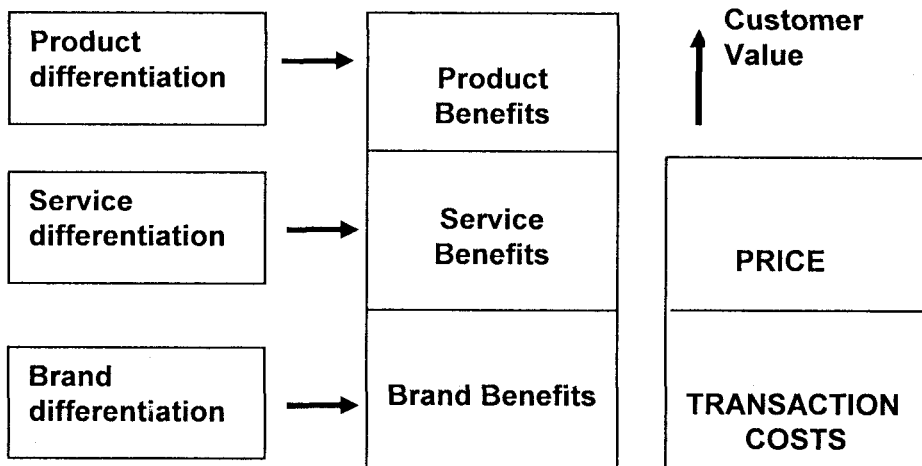 Product
differentiation
Product
Benefits
Customer
Value
Service
differentiation
Service
Benefits
PRICE
Brand
differentiation
Brand Benefits
TRANSACTION
COSTS